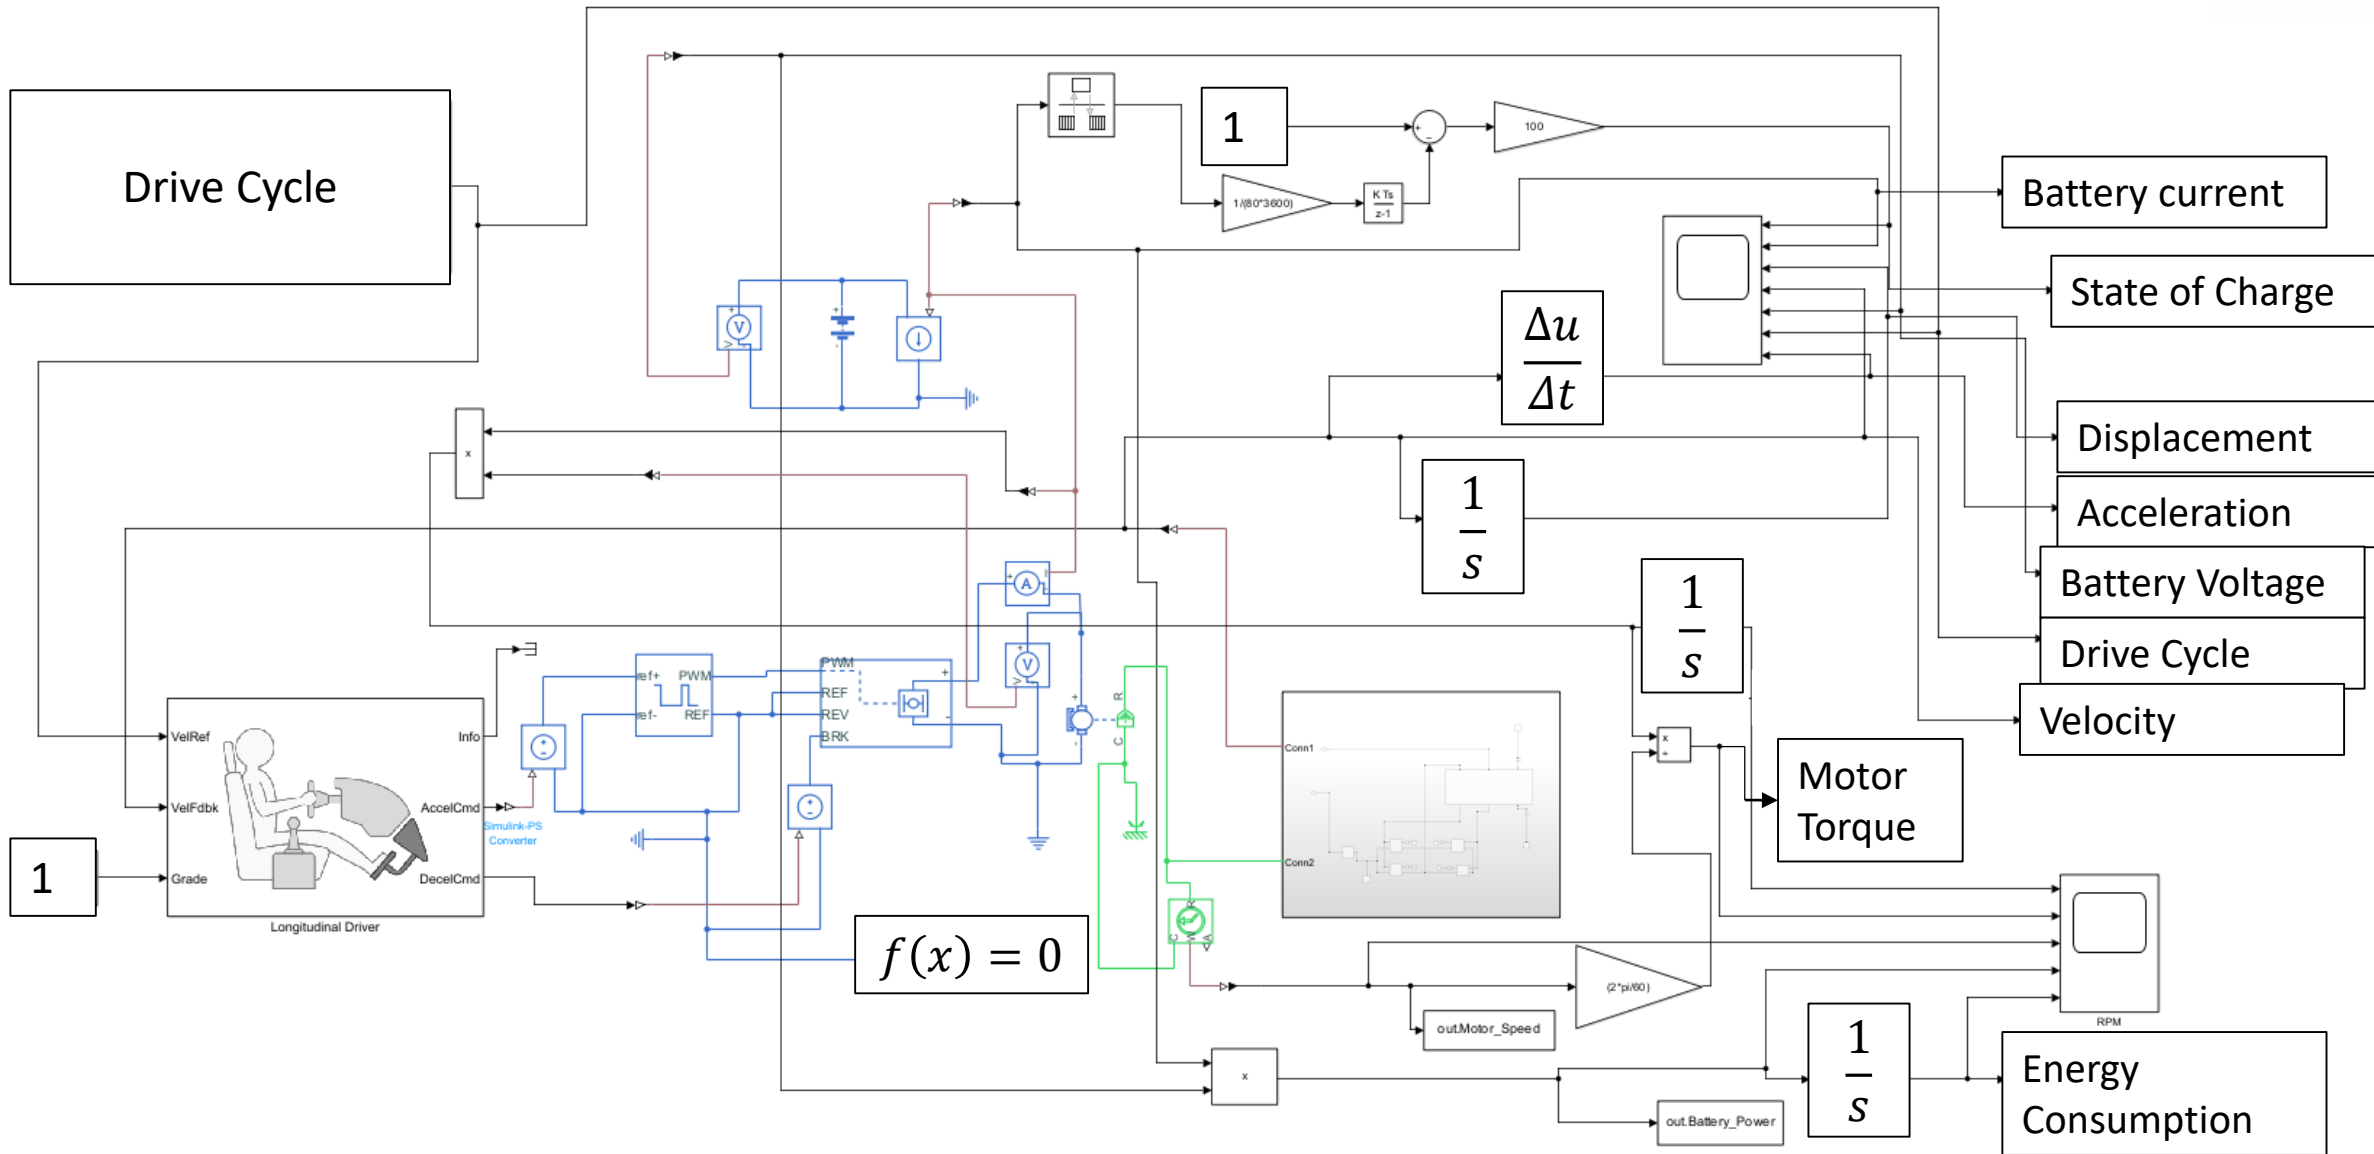 Drive Cycle
1
100
1/(80*3600)
K Ts
z-1
Battery current
State of Charge
V
V
Δu
Δt
x
Displacement
1
s
Acceleration
A
Battery Voltage
1
s
Drive Cycle
Velocity
ref+
PWM
ref-
REF
PWM
REF
REV
BRK
+
-
V
V
R
C
VelRef
Info
VelFdbk
AccelCmd
Simulink-PS
Converter
1
Grade
DecelCmd
Longitudinal Driver
Conn1
Conn2
x
÷
Motor
Torque
f(x) = 0
R
C
W
A
(2*pi/60)
out.Motor_Speed
RPM
x
1
s
out.Battery_Power
Energy
Consumption